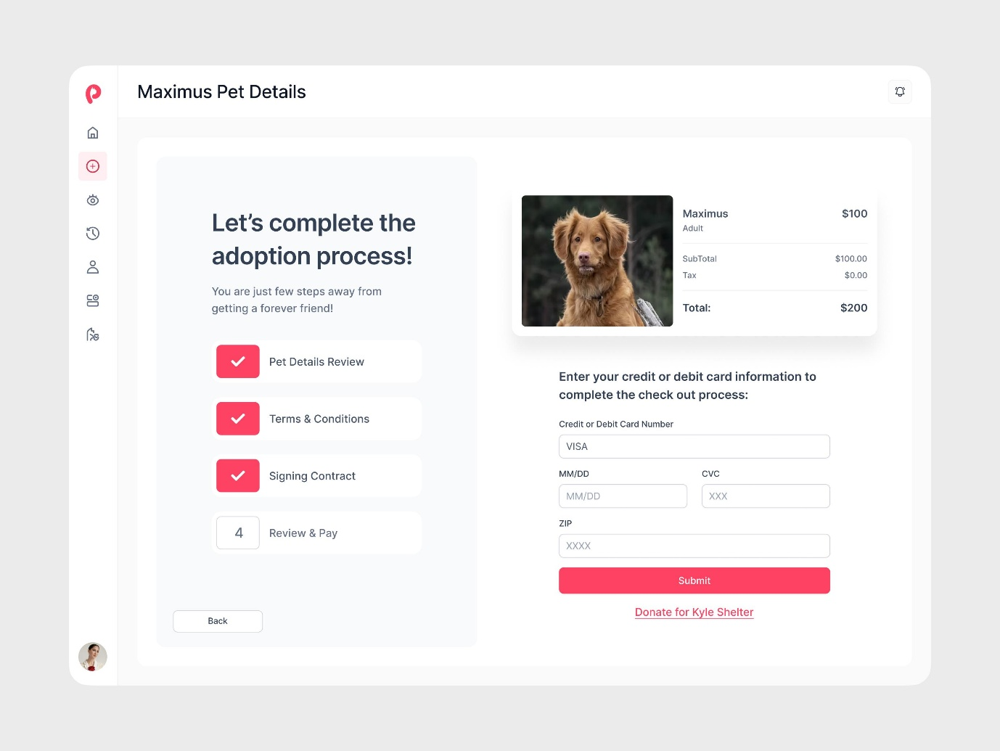 Maximus Pet Details
Let’s complete the
adoption process!
You are just few steps away from
getting a forever friend!
Pet Details Review
Terms & Conditions
Signing Contract
4
Review & Pay
Back
Maximus
$100
Adult
SubTotal
$100.00
Tax
$0.00
Total:
$200
Enter your credit or debit card information to
complete the check out process:
Credit or Debit Card Number
VISA
MM/DD
CVC
MM/DD
XXX
ZIP
XXXX
Submit
Donate for Kyle Shelter